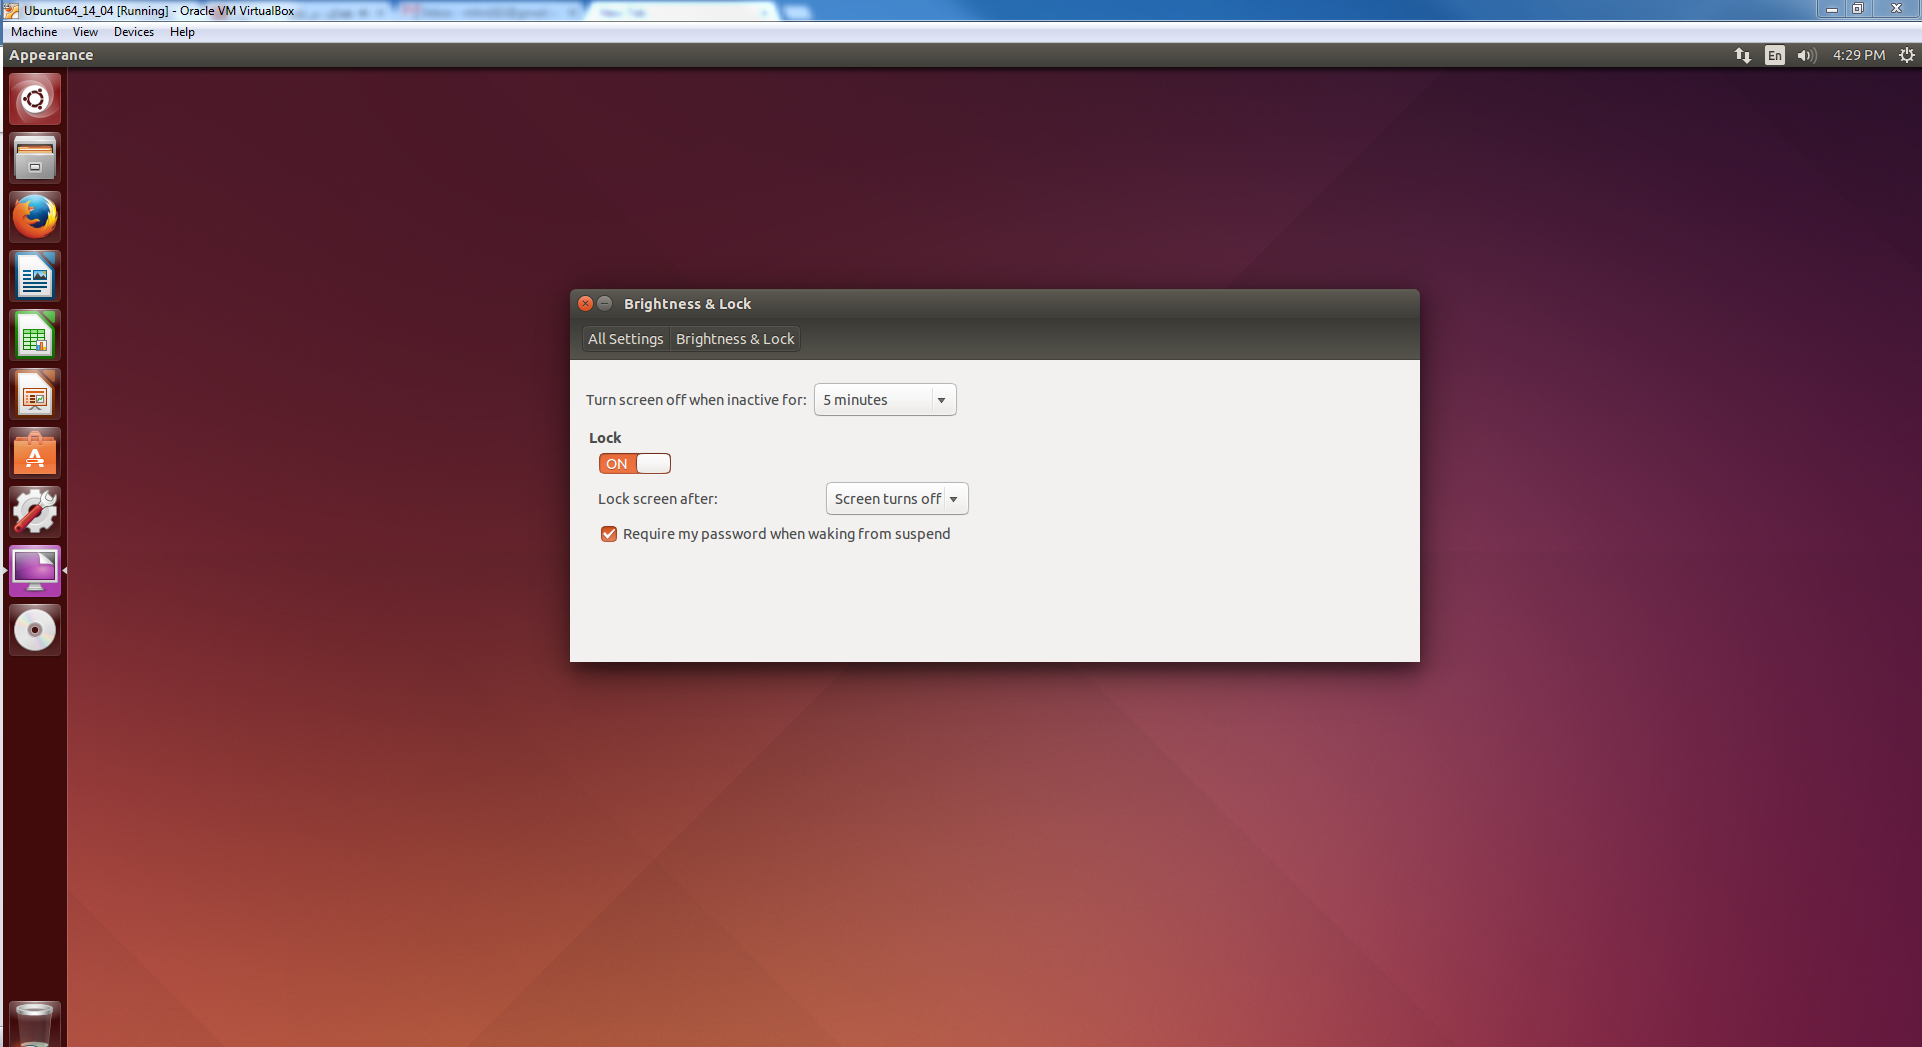 Ubuntu64_14_04 [Running] - Oracle VM VirtualBox
Machine View Devices Help
Appearance En 4:29 PM
Brightness & Lock
All Settings Brightness & Lock
Turn screen off when inactive for: 5 minutes
Lock
ON
Lock screen after: Screen turns off
Require my password when waking from suspend